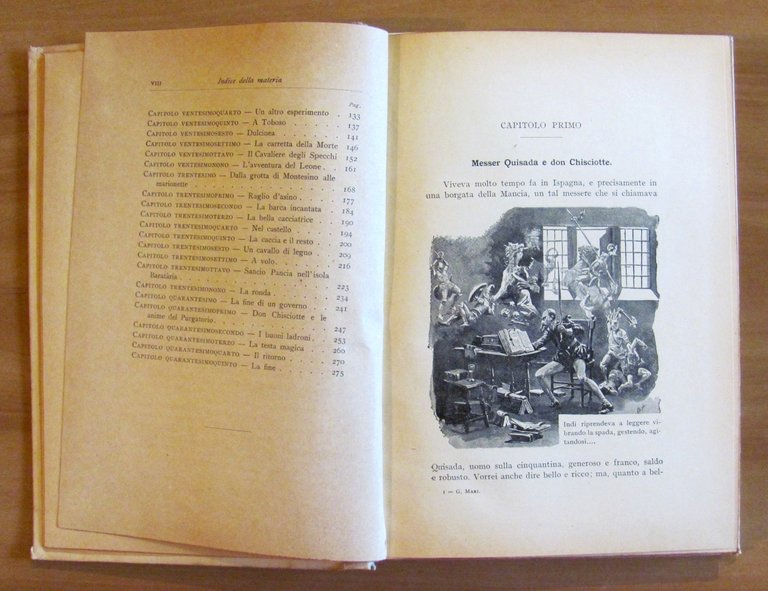 VIII Indice della materia
Pag.
CAPITOLO VENTESIMOQUARTO — Un altro esperimento . 133
CAPITOLO VENTESIMOQUINTO — A Toboso . . . . . . 137
CAPITOLO VENTESIMOSESTO — Dulcinea . . . . . . 141
CAPITOLO VENTESIMOSETTIMO — La carretta della Morte 146
CAPITOLO VENTESIMOTTAVO — Il Cavaliere degli Specchi 152
CAPITOLO VENTESIMONONO — L'avventura del Leone . . 161
CAPITOLO TRENTESIMO — Dalla grotta di Montesino alle
marionette . . . . . . . . . . . 168
CAPITOLO TRENTESIMOPRIMO — Raglio d'asino . . . . 177
CAPITOLO TRENTESIMOSECONDO — La barca incantata . 184
CAPITOLO TRENTESIMOTERZO — La bella cacciatrice . . 190
CAPITOLO TRENTESIMOQUARTO — Nel castello . . . . 194
CAPITOLO TRENTESIMOQUINTO — La caccia e il resto . . 200
CAPITOLO TRENTESIMOSESTO — Un cavallo di legno . . 209
CAPITOLO TRENTESIMOSETTIMO — A volo . . . . . . 216
CAPITOLO TRENTESIMOTTAVO — Sancio Pancia nell'isola
Baratària . . . . . . . . . . . 223
CAPITOLO TRENTESIMONONO — La ronda . . . . . . 234
CAPITOLO QUARANTESIMO — La fine di un governo . . 241
CAPITOLO QUARANTESIMOPRIMO — Don Chisciotte e le
anime del Purgatorio. . . . . . . . . 247
CAPITOLO QUARANTESIMOSECONDO — I buoni ladroni . 253
CAPITOLO QUARANTESIMOTERZO — La testa magica . . 260
CAPITOLO QUARANTESIMOQUARTO — Il ritorno . . . . 270
CAPITOLO QUARANTESIMOQUINTO — La fine . . . . . 275
CAPITOLO PRIMO
Messer Quisada e don Chisciotte.
Viveva molto tempo fa in Ispagna, e precisamente in
una borgata della Mancia, un tal messere che si chiamava
Indi riprendeva a leggere vi-
brando la spada, gestendo, agi-
tandosi....
Quisada, uomo sulla cinquantina, generoso e franco, saldo
e robusto. Vorrei anche dire bello e ricco; ma, quanto a bel-
1 — G. MARI.